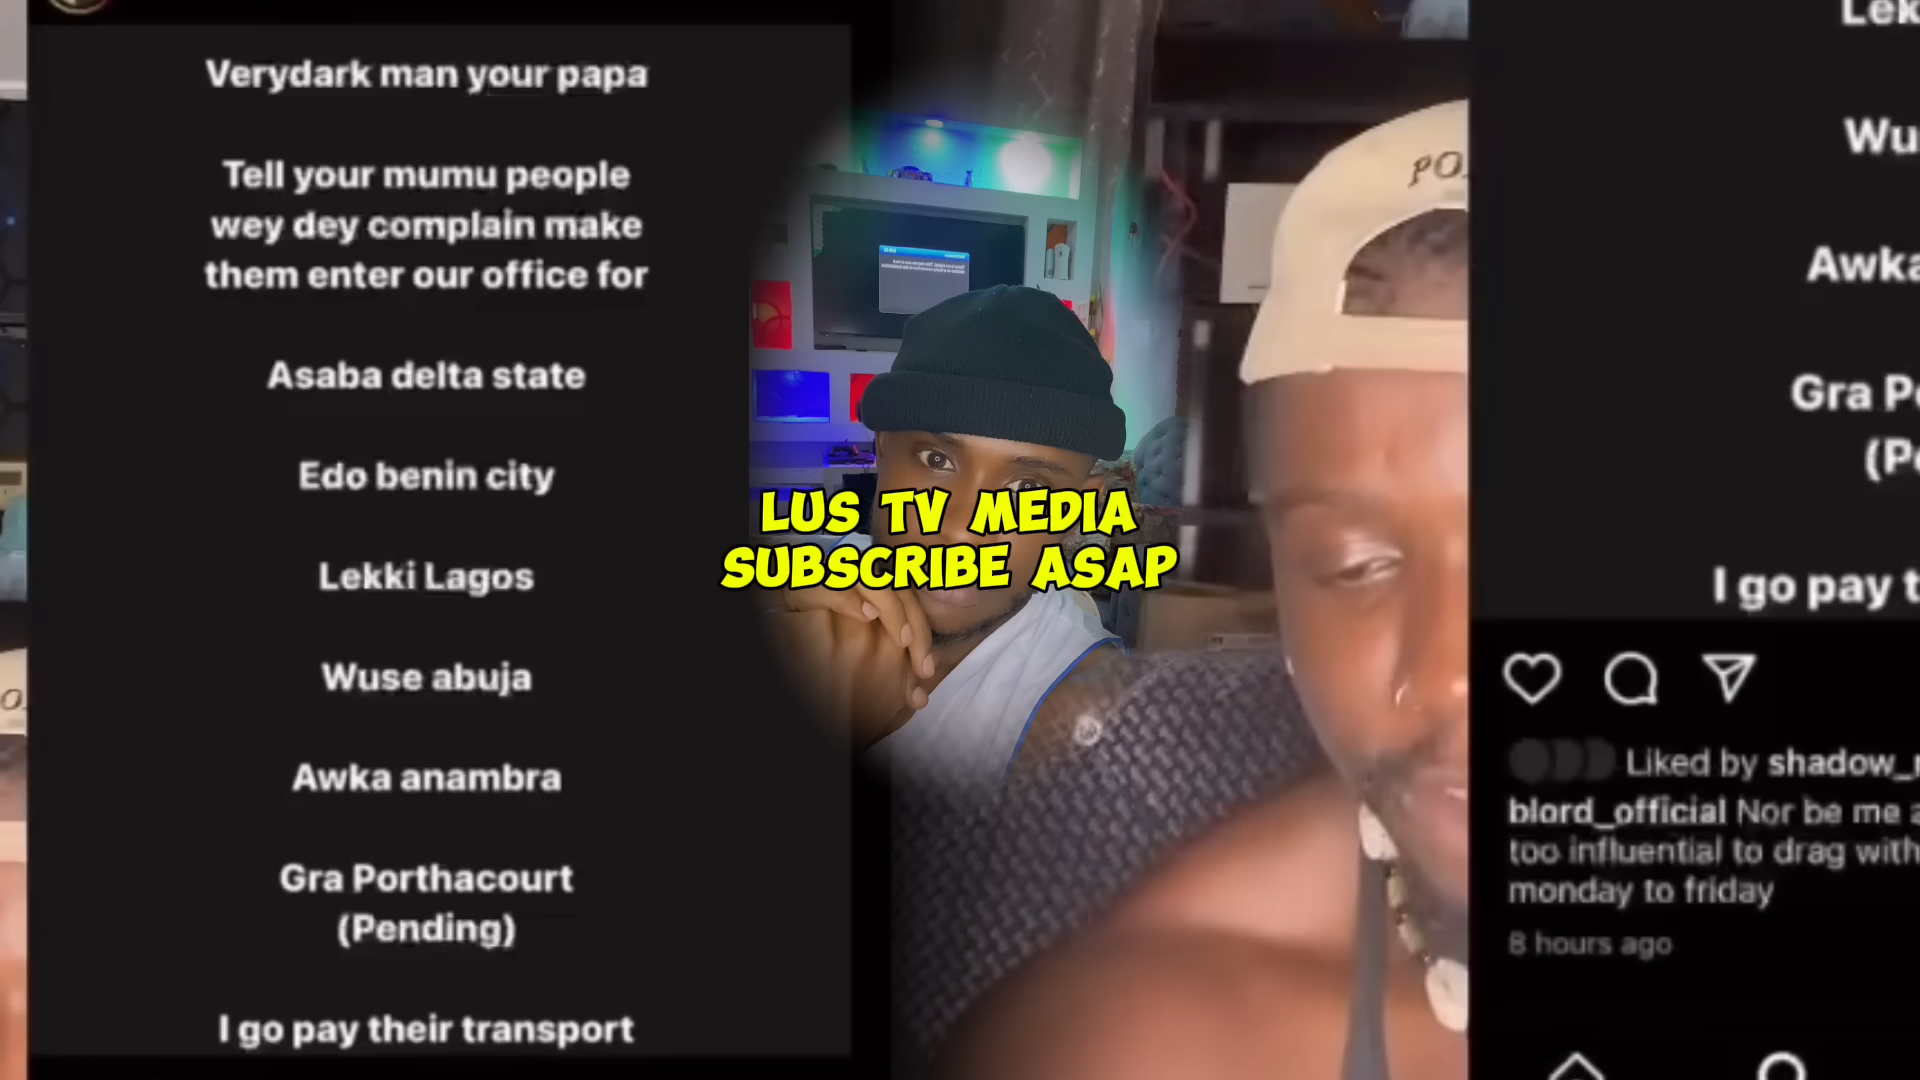 Verydark man your papa
Tell your mumu people
wey dey complain make
them enter our office for
Asaba delta state
Edo benin city
Lekki Lagos
Wuse abuja
Awka anambra
Gra Porthacourt
(Pending)
I go pay their transport
LUS TV MEDIA
SUBSCRIBE ASAP
Gra
I go pay
Liked by
blord_official Nor be me
too influential to drag with
monday to friday
8 hours ago